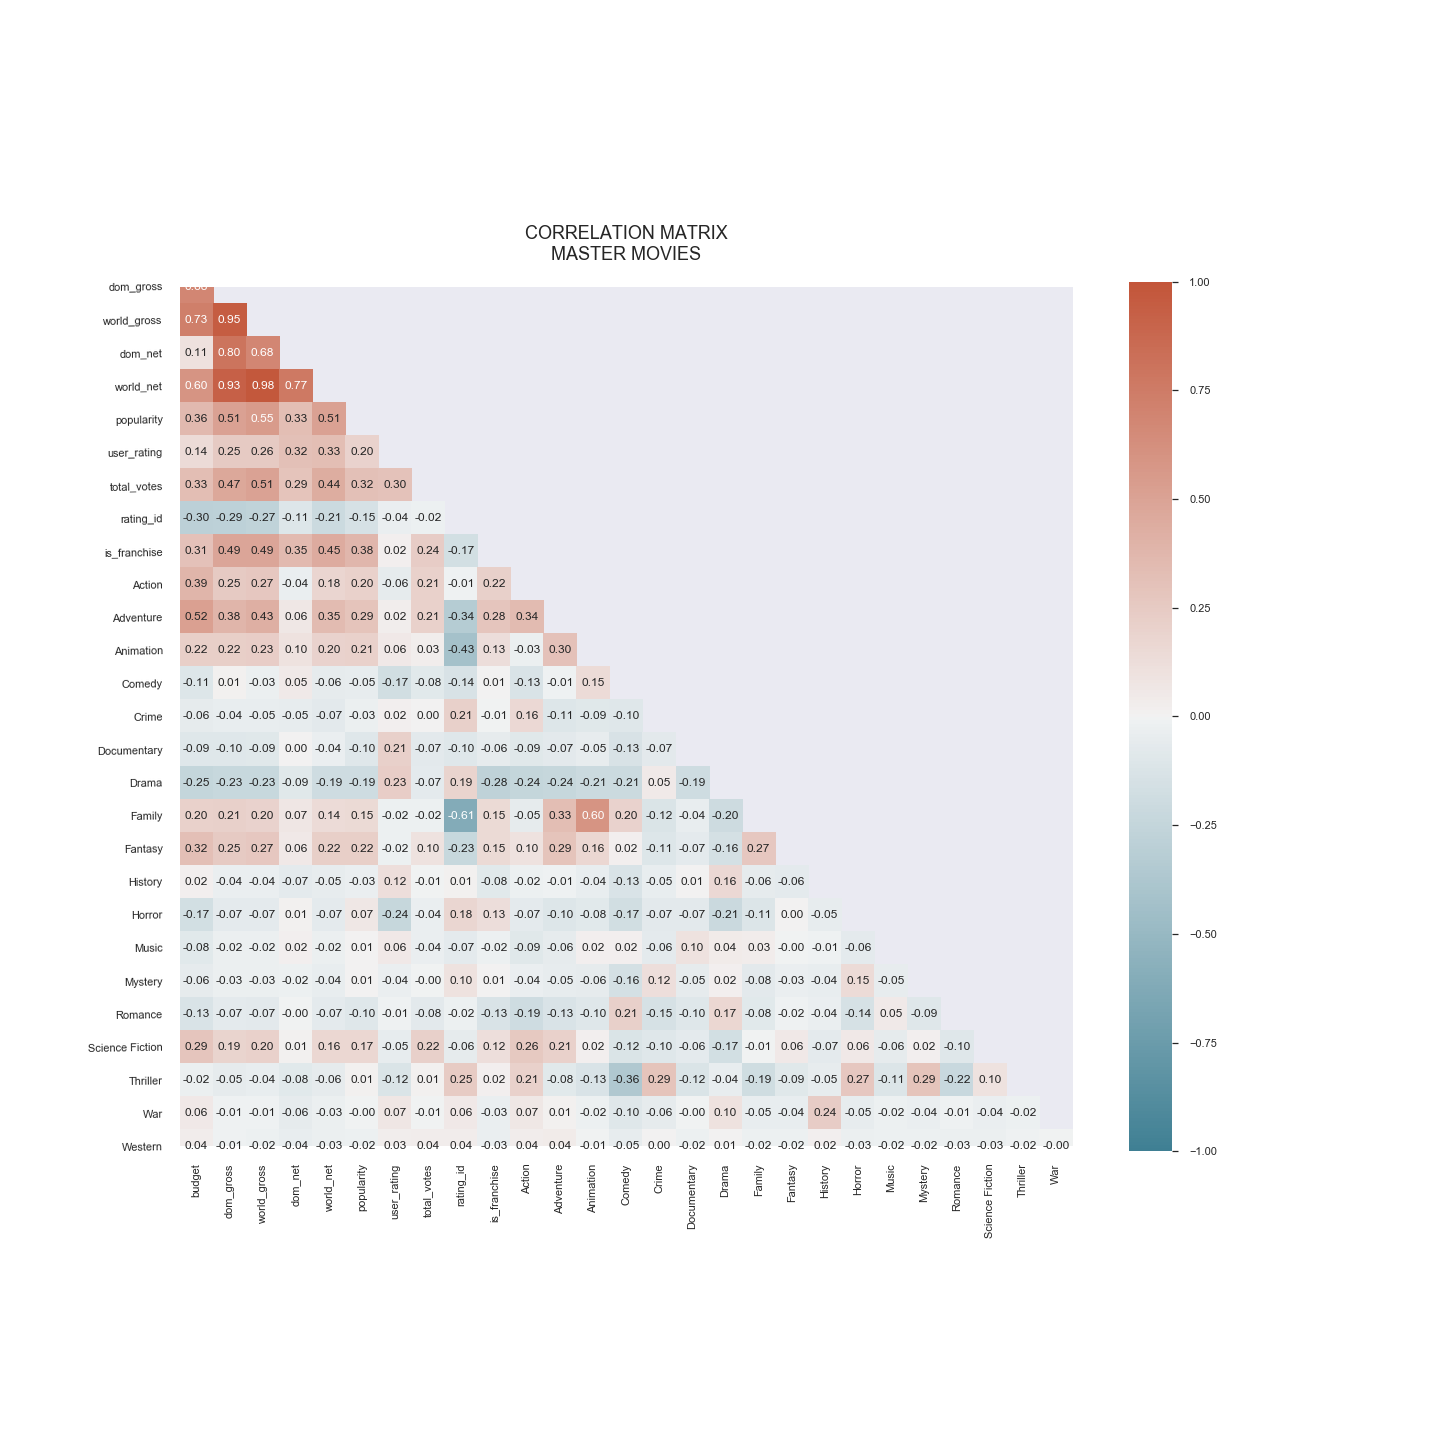 CORRELATION MATRIX
MASTER MOVIES
dom_gross
world_gross 0.73 0.95
dom_net 0.11 0.80 0.68
world_net 0.60 0.93 0.98 0.77
popularity 0.36 0.51 0.55 0.33 0.51
user_rating 0.14 0.25 0.26 0.32 0.33 0.20
total_votes 0.33 0.47 0.51 0.29 0.44 0.32 0.30
rating_id -0.30 -0.29 -0.27 -0.11 -0.21 -0.15 -0.04 -0.02
is_franchise 0.31 0.49 0.49 0.35 0.45 0.38 0.02 0.24 -0.17
Action 0.39 0.25 0.27 -0.04 0.18 0.20 -0.06 0.21 -0.01 0.22
Adventure 0.52 0.38 0.43 0.06 0.35 0.29 0.02 0.21 -0.34 0.28 0.34
Animation 0.22 0.22 0.23 0.10 0.20 0.21 0.06 0.03 -0.43 0.13 -0.03 0.30
Comedy -0.11 0.01 -0.03 0.05 -0.06 -0.05 -0.17 -0.08 -0.14 0.01 -0.13 -0.01 0.15
Crime -0.06 -0.04 -0.05 -0.05 -0.07 -0.03 0.02 0.00 0.21 -0.01 0.16 -0.11 -0.09 -0.10
Documentary -0.09 -0.10 -0.09 0.00 -0.04 -0.10 0.21 -0.07 -0.10 -0.06 -0.09 -0.07 -0.05 -0.13 -0.07
Drama -0.25 -0.23 -0.23 -0.09 -0.19 -0.19 0.23 -0.07 0.19 -0.28 -0.24 -0.24 -0.21 -0.21 0.05 -0.19
Family 0.20 0.21 0.20 0.07 0.14 0.15 -0.02 -0.02 -0.61 0.15 -0.05 0.33 0.60 0.20 -0.12 -0.04 -0.20
Fantasy 0.32 0.25 0.27 0.06 0.22 0.22 -0.02 0.10 -0.23 0.15 0.10 0.29 0.16 0.02 -0.11 -0.07 -0.16 0.27
History 0.02 -0.04 -0.04 -0.07 -0.05 -0.03 0.12 -0.01 0.01 -0.08 -0.02 -0.01 -0.04 -0.13 -0.05 0.01 0.16 -0.06 -0.06
Horror -0.17 -0.07 -0.07 0.01 -0.07 0.07 -0.24 -0.04 0.18 0.13 -0.07 -0.10 -0.08 -0.17 -0.07 -0.07 -0.21 -0.11 0.00 -0.05
Music -0.08 -0.02 -0.02 0.02 -0.02 0.01 0.06 -0.04 -0.07 -0.02 -0.09 -0.06 0.02 0.02 -0.06 0.10 0.04 0.03 -0.00 -0.01 -0.06
Mystery -0.06 -0.03 -0.03 -0.02 -0.04 0.01 -0.04 -0.00 0.10 0.01 -0.04 -0.05 -0.06 -0.16 0.12 -0.05 0.02 -0.08 -0.03 -0.04 0.15 -0.05
Romance -0.13 -0.07 -0.07 -0.00 -0.07 -0.10 -0.01 -0.08 -0.02 -0.13 -0.19 -0.13 -0.10 0.21 -0.15 -0.10 0.17 -0.08 -0.02 -0.04 -0.14 0.05 -0.09
Science Fiction 0.29 0.19 0.20 0.01 0.16 0.17 -0.05 0.22 -0.06 0.12 0.26 0.21 0.02 -0.12 -0.10 -0.06 -0.17 -0.01 0.06 -0.07 0.06 -0.06 0.02 -0.10
Thriller -0.02 -0.05 -0.04 -0.08 -0.06 0.01 -0.12 0.01 0.25 0.02 0.21 -0.08 -0.13 -0.36 0.29 -0.12 -0.04 -0.19 -0.09 -0.05 0.27 -0.11 0.29 -0.22 0.10
War 0.06 -0.01 -0.01 -0.06 -0.03 -0.00 0.07 -0.01 0.06 -0.03 0.07 0.01 -0.02 -0.10 -0.06 -0.00 0.10 -0.05 -0.04 0.24 -0.05 -0.02 -0.04 -0.01 -0.04 -0.02
Western 0.04 -0.01 -0.02 -0.04 -0.03 -0.02 0.03 0.04 0.04 -0.03 0.04 0.04 -0.01 -0.05 0.00 -0.02 0.01 -0.02 -0.02 0.02 -0.03 -0.02 -0.02 -0.03 -0.03 -0.02 -0.00
budget
dom_gross
world_gross
dom_net
world_net
popularity
user_rating
total_votes
rating_id
is_franchise
Action
Adventure
Animation
Comedy
Crime
Documentary
Drama
Family
Fantasy
History
Horror
Music
Mystery
Romance
Science Fiction
Thriller
War
1.00
0.75
0.50
0.25
0.00
−0.25
−0.50
−0.75
−1.00